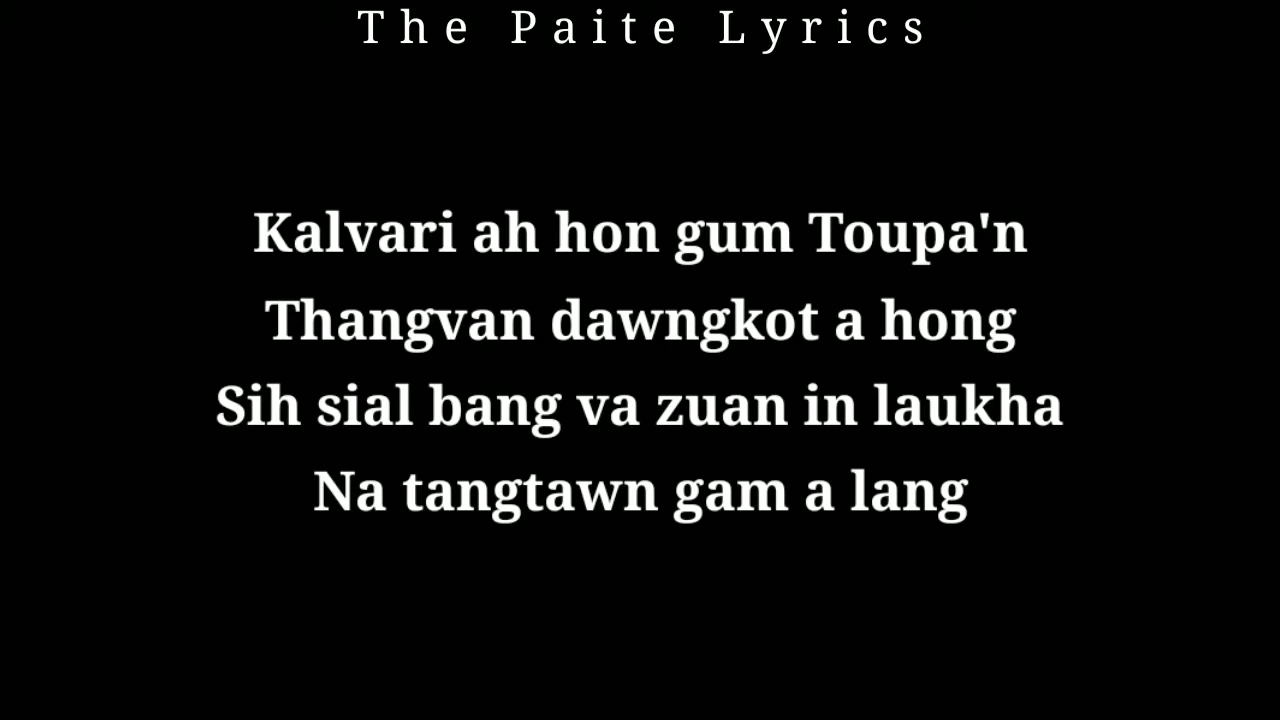 The Paite Lyrics
Kalvari ah hon gum Toupa'n
Thangvan dawngkot a hong
Sih sial bang va zuan in laukha
Na tangtawn gam a lang